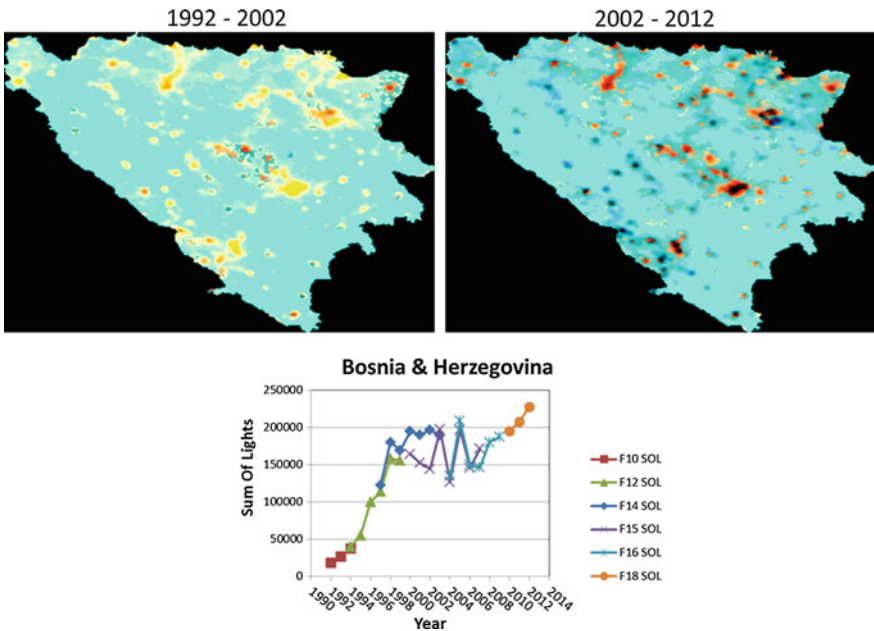 1992 - 2002
2002 - 2012
Bosnia & Herzegovina
Sum Of Lights
250000
200000
150000
100000
50000
0
1990
1992
1994
1996
1998
2000
2002
2004
2006
2008
2010
2012
2014
Year
F10 SOL
F12 SOL
F14 SOL
F15 SOL
F16 SOL
F18 SOL